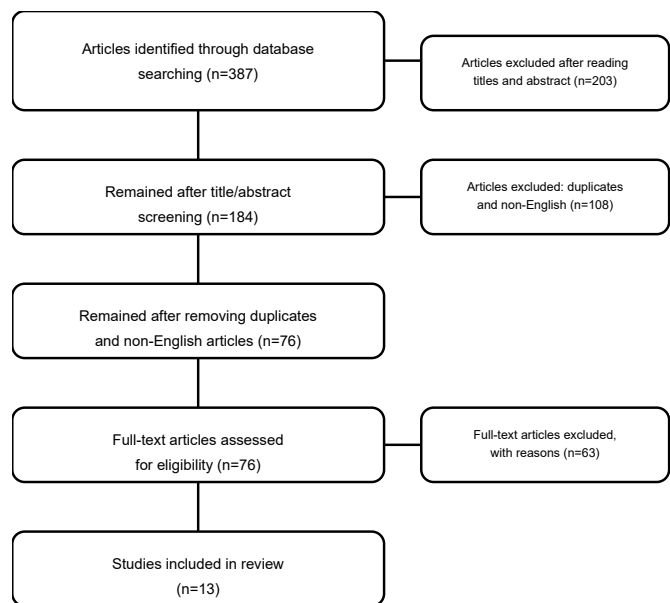 Articles identified through database
searching (n=387)
Articles excluded after reading
titles and abstract (n=203)
Remained after title/abstract
screening (n=184)
Articles excluded: duplicates
and non-English (n=108)
Remained after removing duplicates
and non-English articles (n=76)
Full-text articles assessed
for eligibility (n=76)
Full-text articles excluded,
with reasons (n=63)
Studies included in review
(n=13)